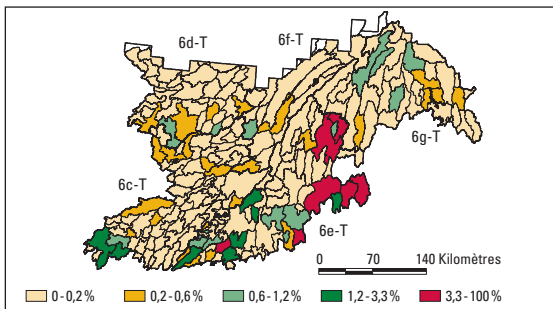 6d-T
6f-T
6g-T
6c-T
6e-T
0 70 140 Kilomètres
0 - 0,2 % 0,2 - 0,6 % 0,6 - 1,2 % 1,2 - 3,3 % 3,3 - 100 %